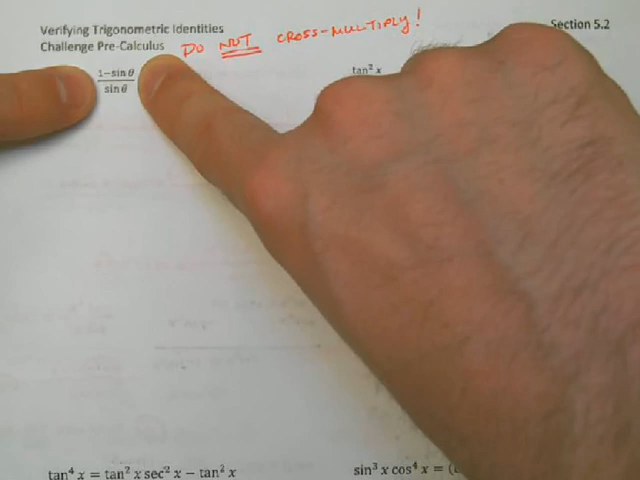 Verifying Trigonometric Identities
Section 5.2
Challenge Pre-Calculus
DO NOT CROSS-MULTIPLY!
1−sin θ
sin θ
tan² x
tan⁴ x = tan² x sec² x − tan² x
sin³ x cos⁴ x = (